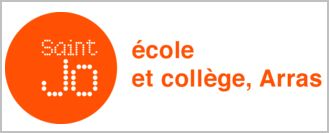 Saint
Jo
école
et collège, Arras